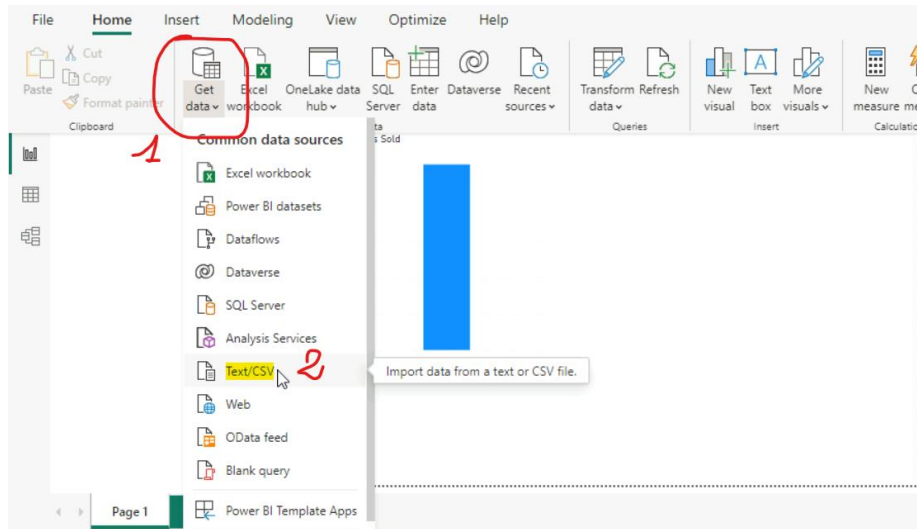 File Home Insert Modeling View Optimize Help
Cut
Copy
Format painter
Paste
Get data
Excel workbook
OneLake data hub
SQL Server
Enter data
Dataverse
Recent sources
Transform data
Refresh
New visual
Text box
More visuals
New measure
Clipboard
Queries
Insert
1
Common data sources
s Sold
Excel workbook
Power BI datasets
Dataflows
Dataverse
SQL Server
Analysis Services
Text/CSV 2
Import data from a text or CSV file.
Web
OData feed
Blank query
Power BI Template Apps
Page 1